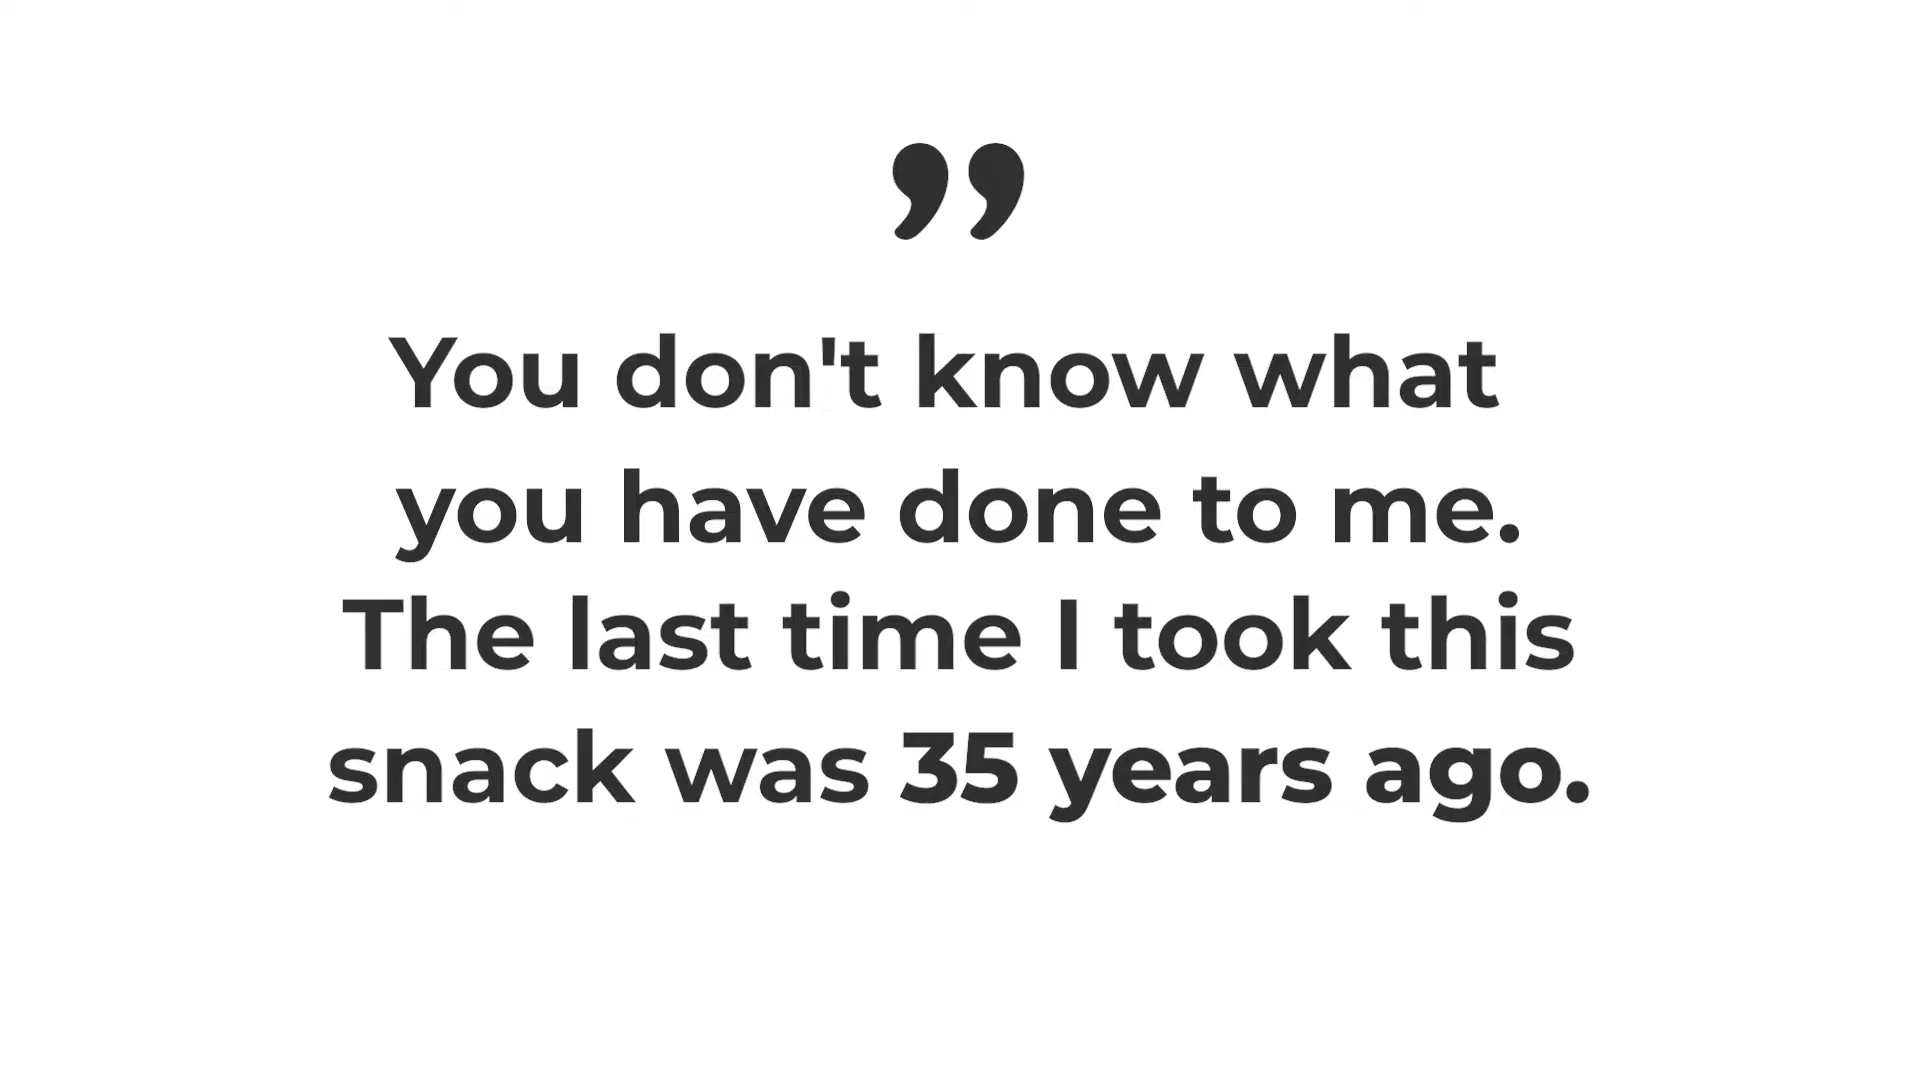 ”
You don't know what
you have done to me.
The last time I took this
snack was 35 years ago.